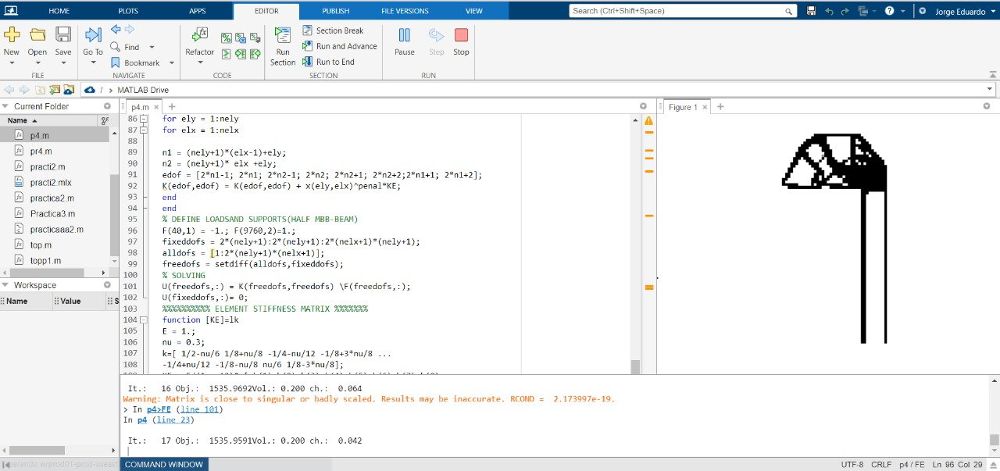 HOME PLOTS APPS EDITOR PUBLISH FILE VERSIONS VIEW Search (Ctrl+Shift+Space) Jorge Eduardo
New Open Save Go To Find Bookmark Refactor Run Section Section Break Run and Advance Run to End Pause Step Stop
FILE NAVIGATE CODE SECTION RUN
/ > MATLAB Drive
Current Folder
Name
p4.m
pr4.m
practi2.m
practi2.mlx
practica2.m
Practica3.m
practicaaa2.m
top.m
topp1.m
Workspace
Name Value S
p4.m
86 for ely = 1:nely
87 for elx = 1:nelx
88
89 n1 = (nely+1)*(elx-1)+ely;
90 n2 = (nely+1)* elx +ely;
91 edof = [2*n1-1; 2*n1; 2*n2-1; 2*n2; 2*n2+1; 2*n2+2;2*n1+1; 2*n1+2];
92 K(edof,edof) = K(edof,edof) + x(ely,elx)^penal*KE;
93 end
94 end
95 % DEFINE LOADSAND SUPPORTS(HALF MBB-BEAM)
96 F(40,1) = -1.; F(9760,2)=1.;
97 fixeddofs = 2*(nely+1):2*(nely+1):2*(nelx+1)*(nely+1);
98 alldofs = [1:2*(nely+1)*(nelx+1)];
99 freedofs = setdiff(alldofs,fixeddofs);
100 % SOLVING
101 U(freedofs,:) = K(freedofs,freedofs) \F(freedofs,:);
102 U(fixeddofs,:)= 0;
103 %%%%%%%%%% ELEMENT STIFFNESS MATRIX %%%%%%%
104 function [KE]=lk
105 E = 1.;
106 nu = 0.3;
107 k=[ 1/2-nu/6 1/8+nu/8 -1/4-nu/12 -1/8+3*nu/8 ...
108 -1/4+nu/12 -1/8-nu/8 nu/6 1/8-3*nu/8];
Figure 1
It.: 16 Obj.: 1535.9692Vol.: 0.200 ch.: 0.064
Warning: Matrix is close to singular or badly scaled. Results may be inaccurate. RCOND = 2.173997e-19.
> In p4>FE (line 101)
In p4 (line 23)
It.: 17 Obj.: 1535.9591Vol.: 0.200 ch.: 0.042
COMMAND WINDOW
UTF-8 CRLF p4 / FE Ln 96 Col 29